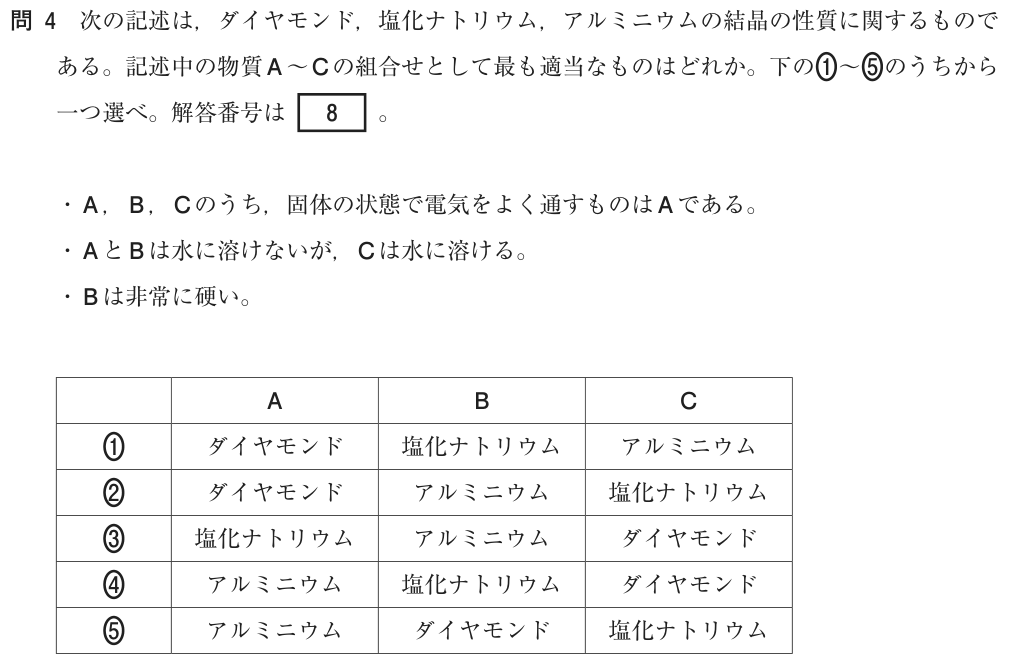 問 4 次の記述は，ダイヤモンド，塩化ナトリウム，アルミニウムの結晶の性質に関するもので
ある。記述中の物質A～Cの組合せとして最も適当なものはどれか。下の①～⑤のうちから
一つ選べ。解答番号は 8 。
・A，B，Cのうち，固体の状態で電気をよく通すものはAである。
・AとBは水に溶けないが，Cは水に溶ける。
・Bは非常に硬い。
A B C
① ダイヤモンド 塩化ナトリウム アルミニウム
② ダイヤモンド アルミニウム 塩化ナトリウム
③ 塩化ナトリウム アルミニウム ダイヤモンド
④ アルミニウム 塩化ナトリウム ダイヤモンド
⑤ アルミニウム ダイヤモンド 塩化ナトリウム